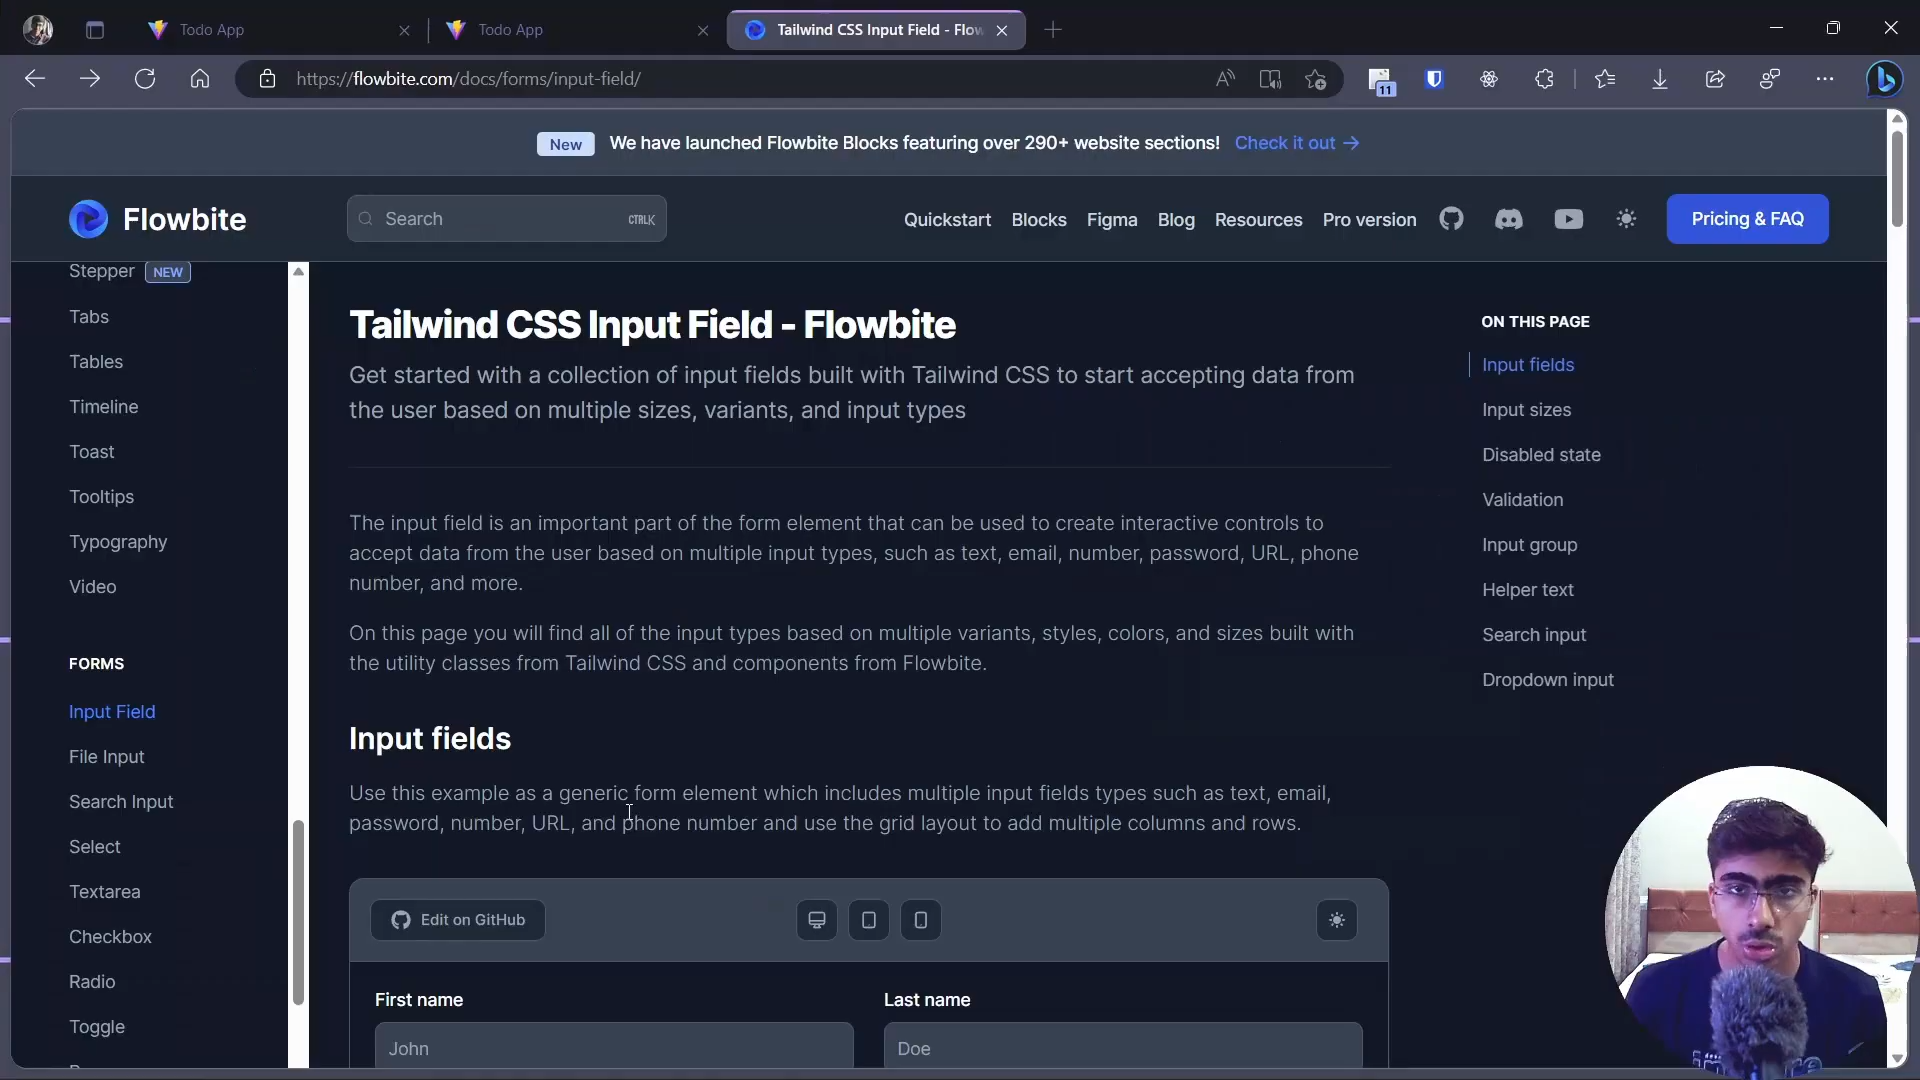 Todo App
Todo App
Tailwind CSS Input Field - Flow
https://flowbite.com/docs/forms/input-field/
11
New
We have launched Flowbite Blocks featuring over 290+ website sections! Check it out →
Flowbite
Search
CTRLK
Quickstart
Blocks
Figma
Blog
Resources
Pro version
Pricing & FAQ
Stepper NEW
Tabs
Tables
Timeline
Toast
Tooltips
Typography
Video
FORMS
Input Field
File Input
Search Input
Select
Textarea
Checkbox
Radio
Toggle
Tailwind CSS Input Field - Flowbite
Get started with a collection of input fields built with Tailwind CSS to start accepting data from
the user based on multiple sizes, variants, and input types
The input field is an important part of the form element that can be used to create interactive controls to
accept data from the user based on multiple input types, such as text, email, number, password, URL, phone
number, and more.
On this page you will find all of the input types based on multiple variants, styles, colors, and sizes built with
the utility classes from Tailwind CSS and components from Flowbite.
Input fields
Use this example as a generic form element which includes multiple input fields types such as text, email,
password, number, URL, and phone number and use the grid layout to add multiple columns and rows.
Edit on GitHub
First name
Last name
John
Doe
ON THIS PAGE
Input fields
Input sizes
Disabled state
Validation
Input group
Helper text
Search input
Dropdown input